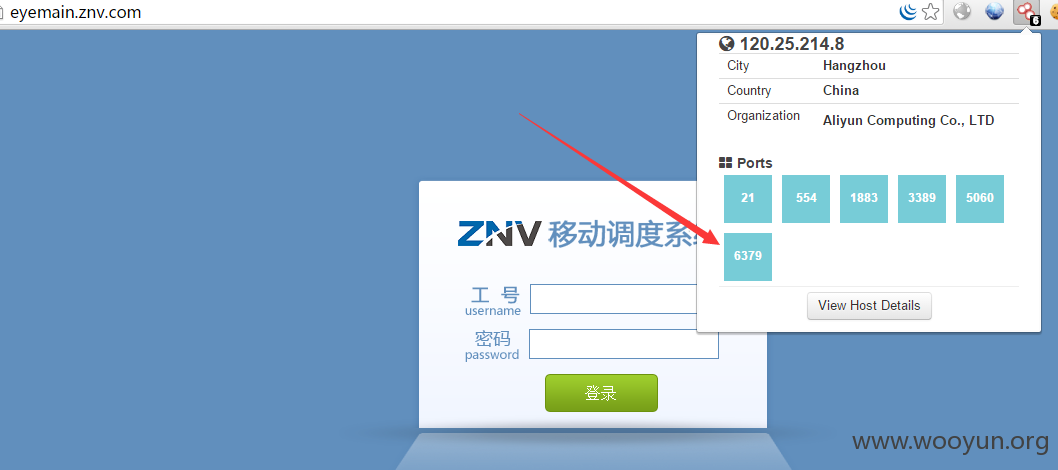 eyemain.znv.com
6
120.25.214.8
City Hangzhou
Country China
Organization Aliyun Computing Co., LTD
Ports
21 554 1883 3389 5060
6379
View Host Details
ZNV 移动调度系
工 号
username
密码
password
登录
www.wooyun.org